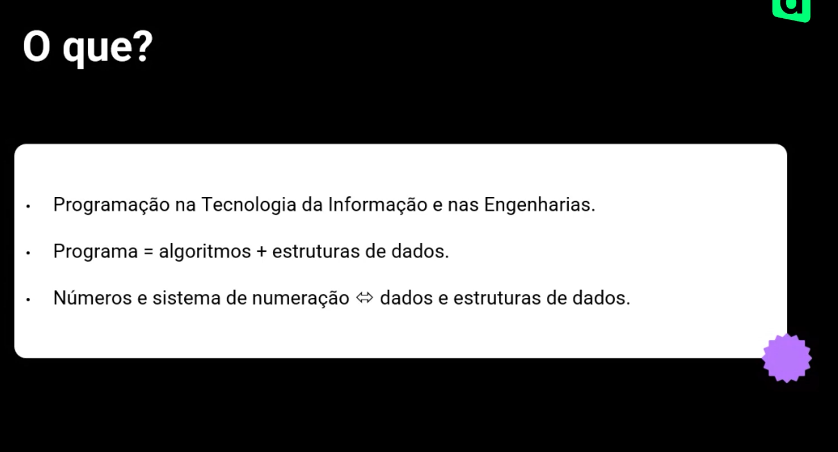 O que?
• Programação na Tecnologia da Informação e nas Engenharias.
• Programa = algoritmos + estruturas de dados.
• Números e sistema de numeração ⬄ dados e estruturas de dados.